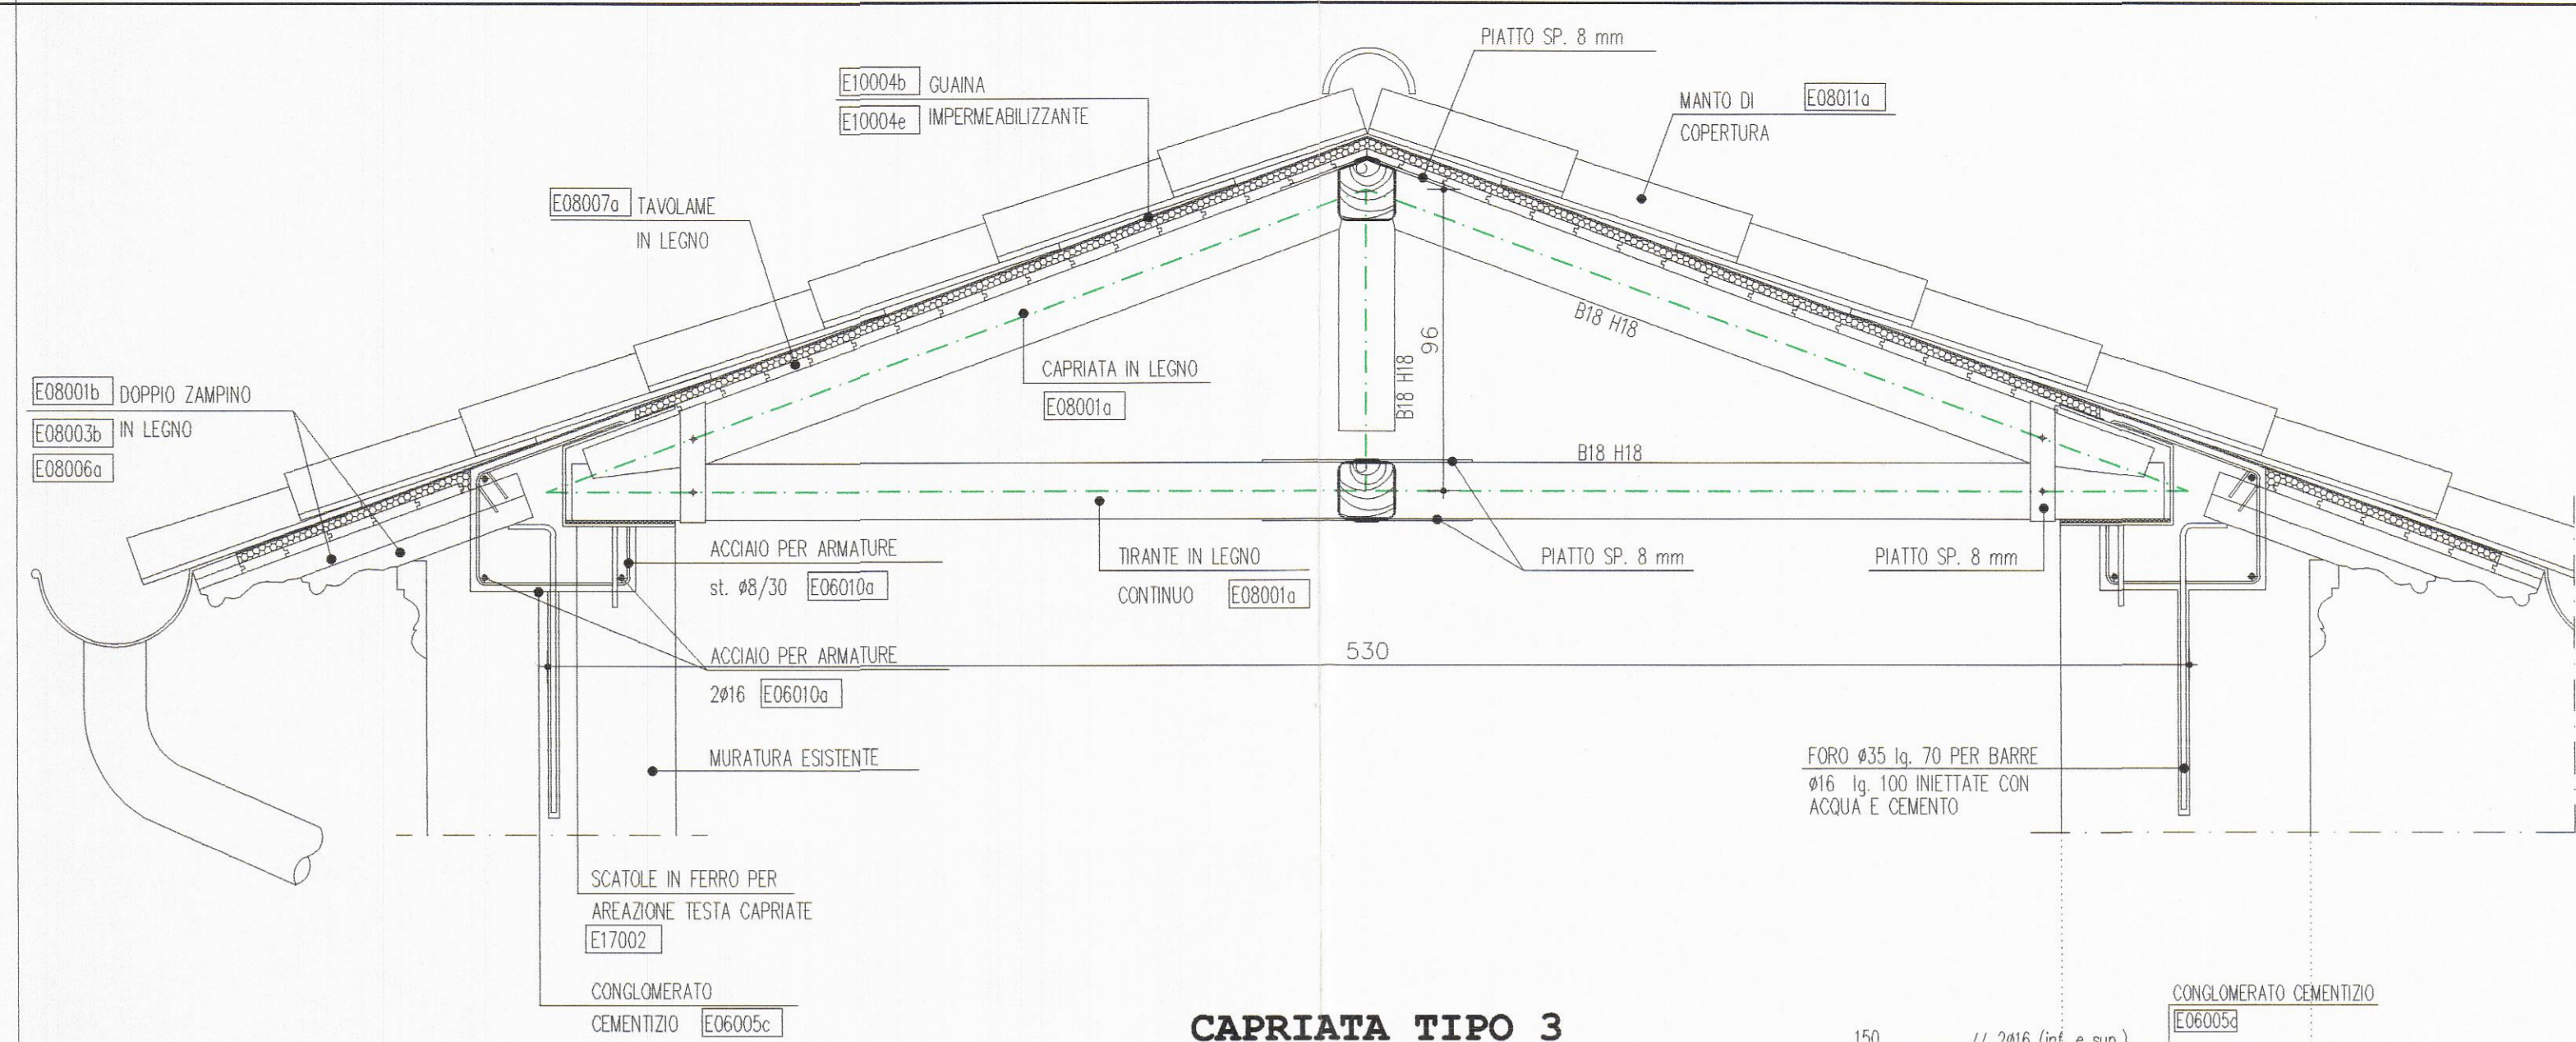 PIATTO SP. 8 mm
E10004b GUAINA
E10004e IMPERMEABILIZZANTE
MANTO DI E08011a
COPERTURA
E08007a TAVOLAME
IN LEGNO
B18 H18
96
B18 H18
CAPRIATA IN LEGNO
E08001a
E08001b DOPPIO ZAMPINO
E08003b IN LEGNO
E08006a
B18 H18
ACCIAIO PER ARMATURE
st. ø8/30 E06010a
TIRANTE IN LEGNO
CONTINUO E08001a
PIATTO SP. 8 mm
PIATTO SP. 8 mm
530
ACCIAIO PER ARMATURE
2ø16 E06010a
MURATURA ESISTENTE
FORO ø35 lg. 70 PER BARRE
ø16 lg. 100 INIETTATE CON
ACQUA E CEMENTO
SCATOLE IN FERRO PER
AREAZIONE TESTA CAPRIATE
E17002
CONGLOMERATO
CEMENTIZIO E06005c
CAPRIATA TIPO 3
CONGLOMERATO CEMENTIZIO
E06005d
150
// 2ø16 (inf. e sup.)